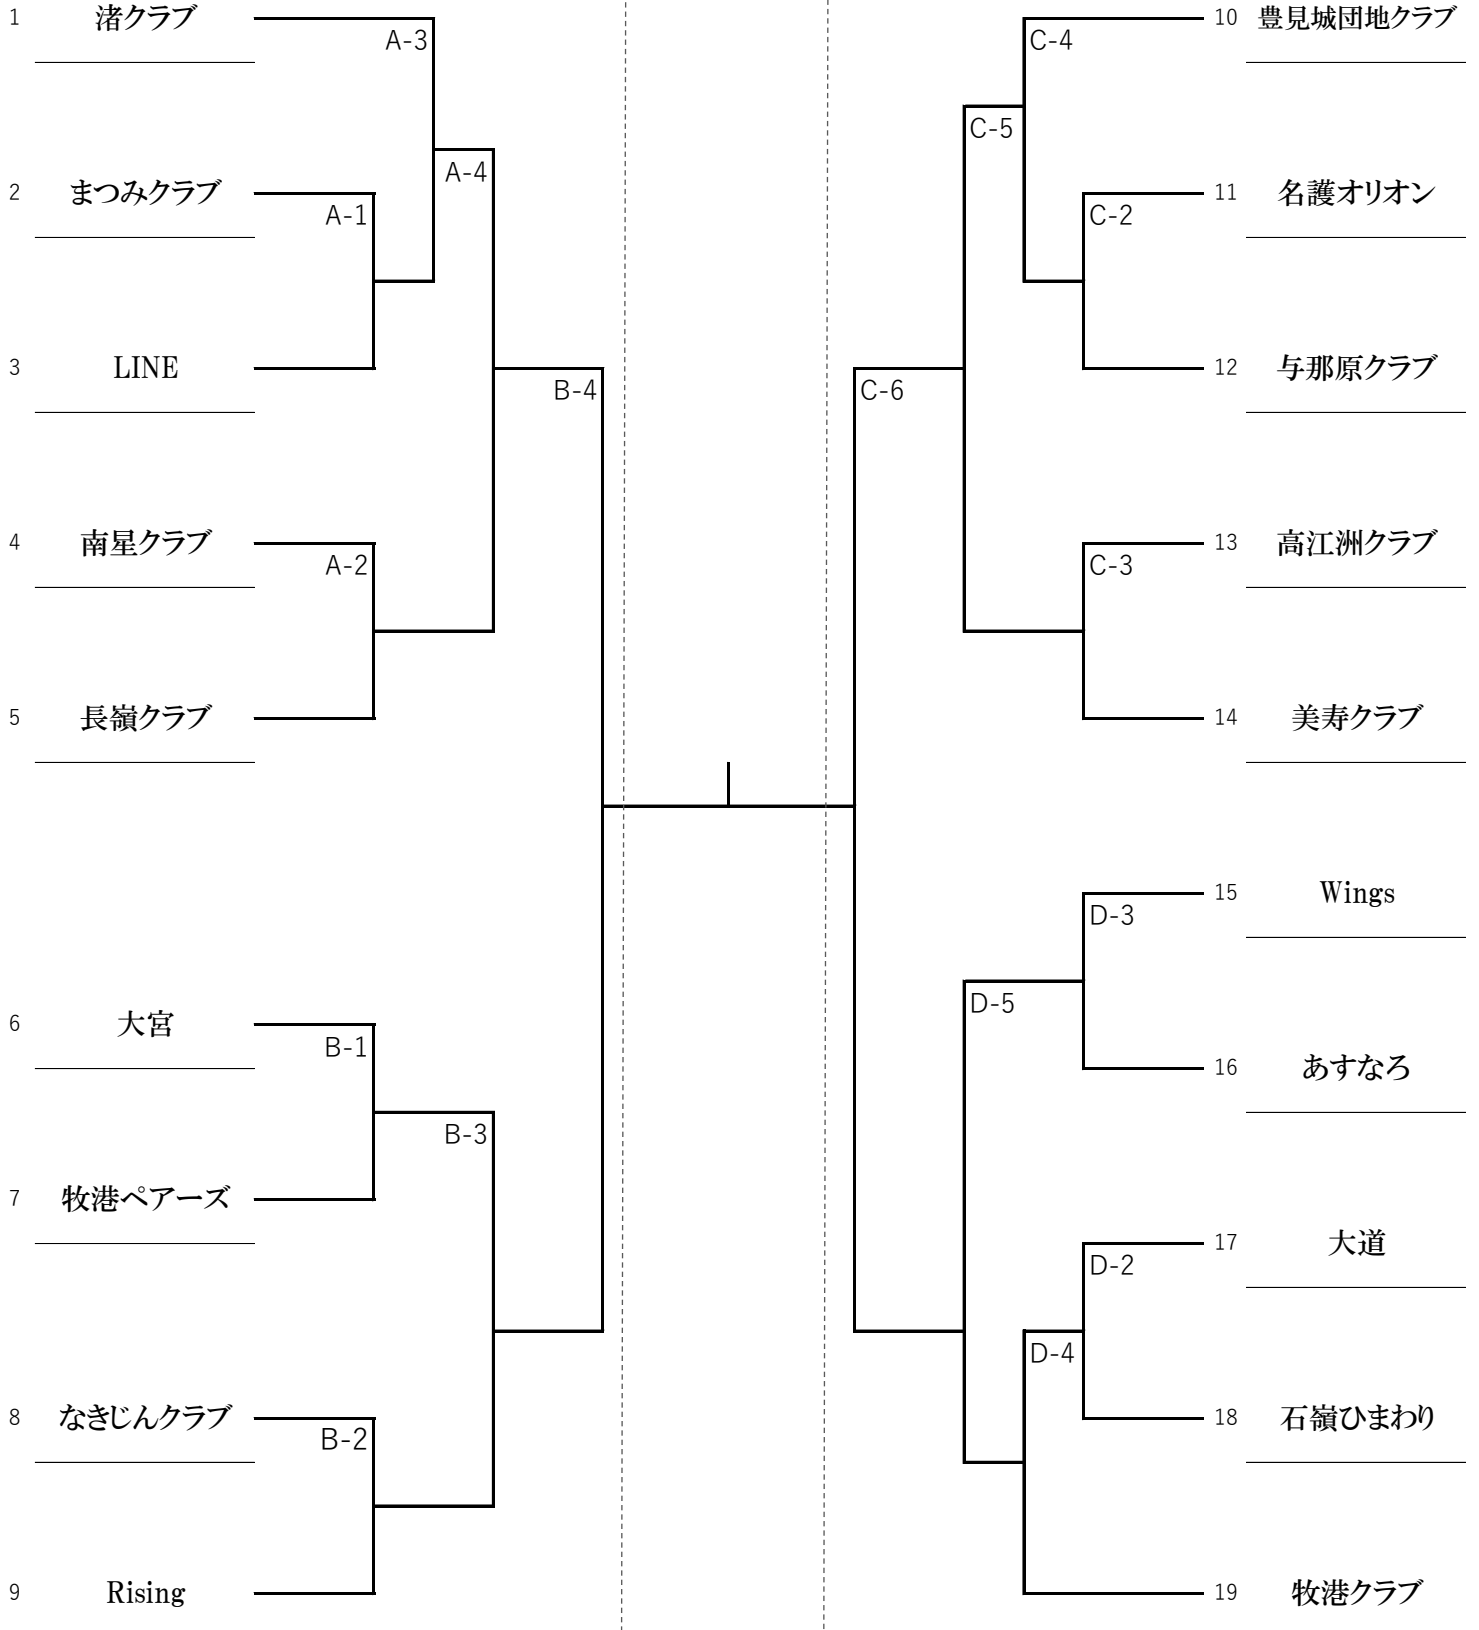 1 渚クラブ
A-3
A-4
2 まつみクラブ
A-1
3 LINE
B-4
4 南星クラブ
A-2
5 長嶺クラブ
6 大宮
B-1
B-3
7 牧港ペアーズ
8 なきじんクラブ
B-2
9 Rising
10 豊見城団地クラブ
C-4
C-5
11 名護オリオン
C-2
12 与那原クラブ
C-6
13 高江洲クラブ
C-3
14 美寿クラブ
15 Wings
D-3
D-5
16 あすなろ
17 大道
D-2
D-4
18 石嶺ひまわり
19 牧港クラブ